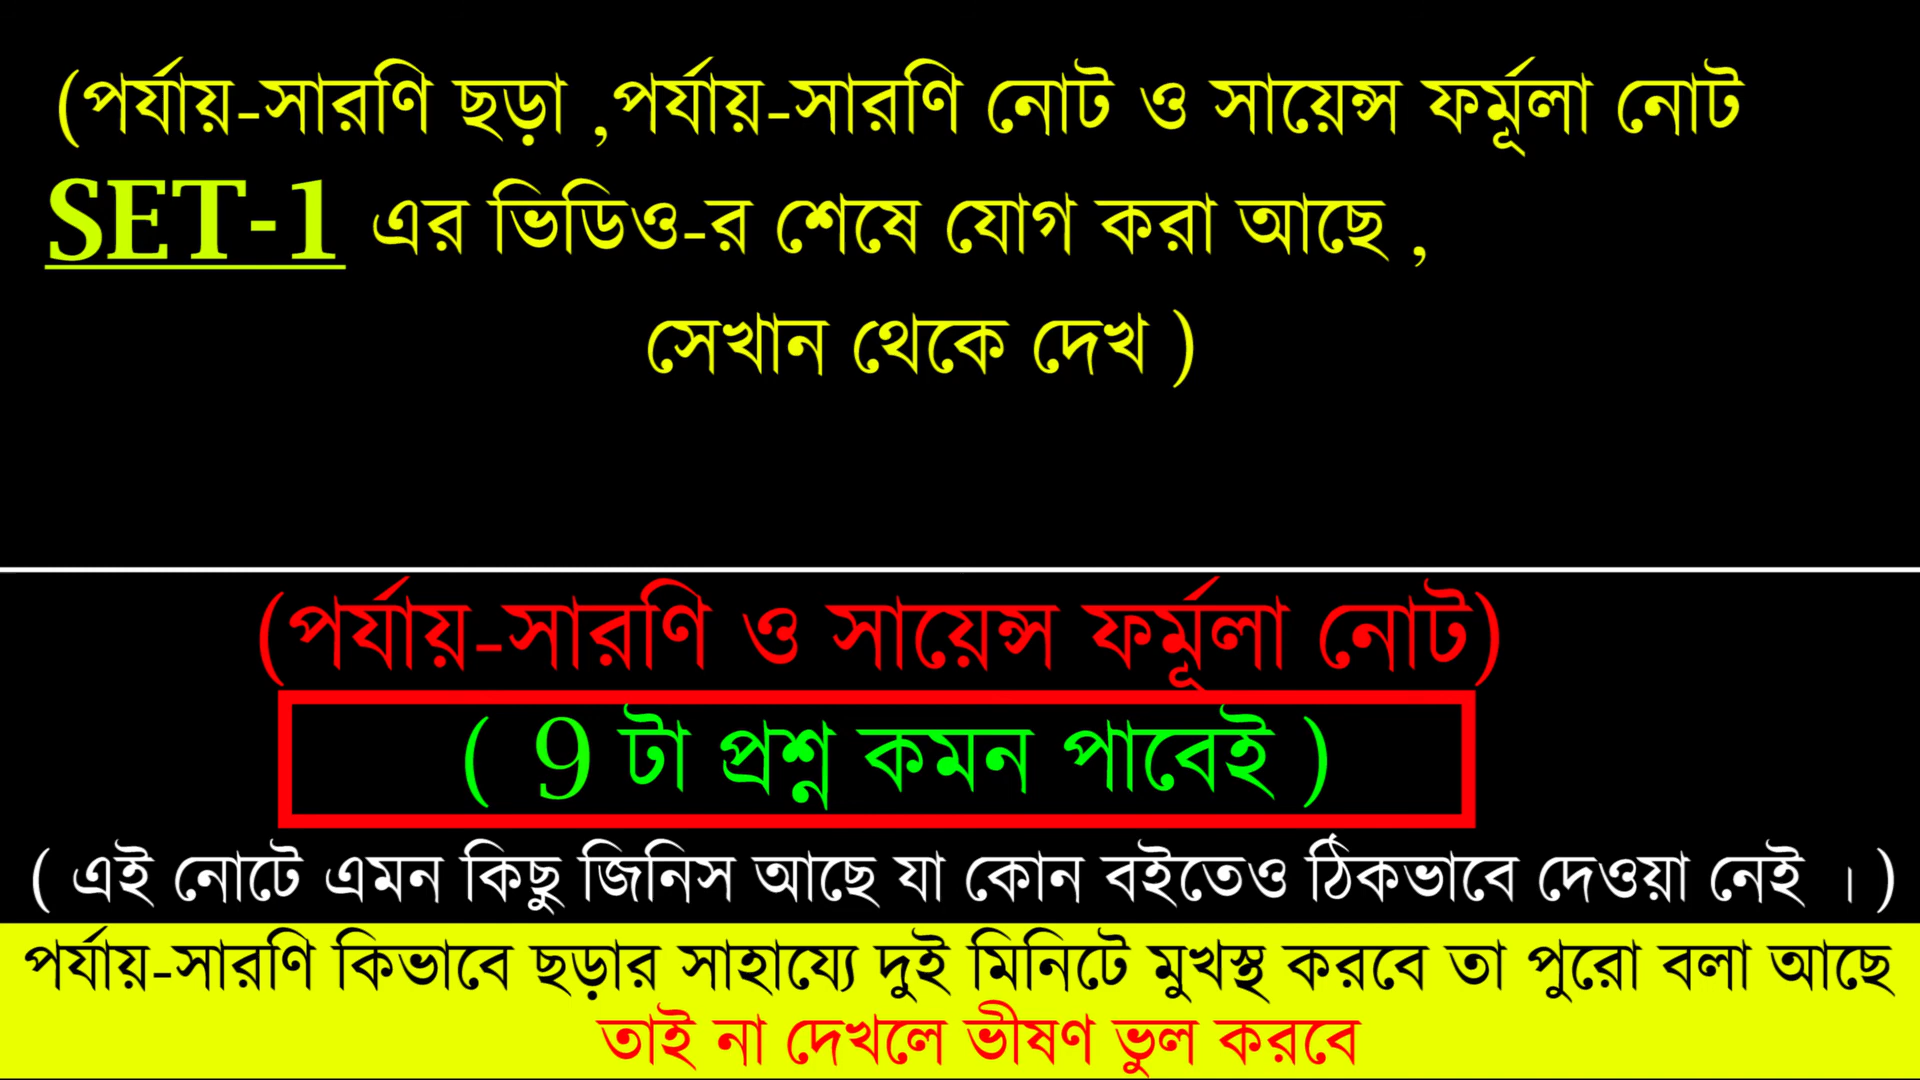 (পর্যায়-সারণি ছড়া ,পর্যায়-সারণি নোট ও সায়েন্স ফর্মূলা নোট
SET-1 এর ভিডিও-র শেষে যোগ করা আছে ,
সেখান থেকে দেখ )
(পর্যায়-সারণি ও সায়েন্স ফর্মূলা নোট)
( 9 টা প্রশ্ন কমন পাবেই )
( এই নোটে এমন কিছু জিনিস আছে যা কোন বইতেও ঠিকভাবে দেওয়া নেই । )
পর্যায়-সারণি কিভাবে ছড়ার সাহায্যে দুই মিনিটে মুখস্থ করবে তা পুরো বলা আছে
তাই না দেখলে ভীষণ ভুল করবে